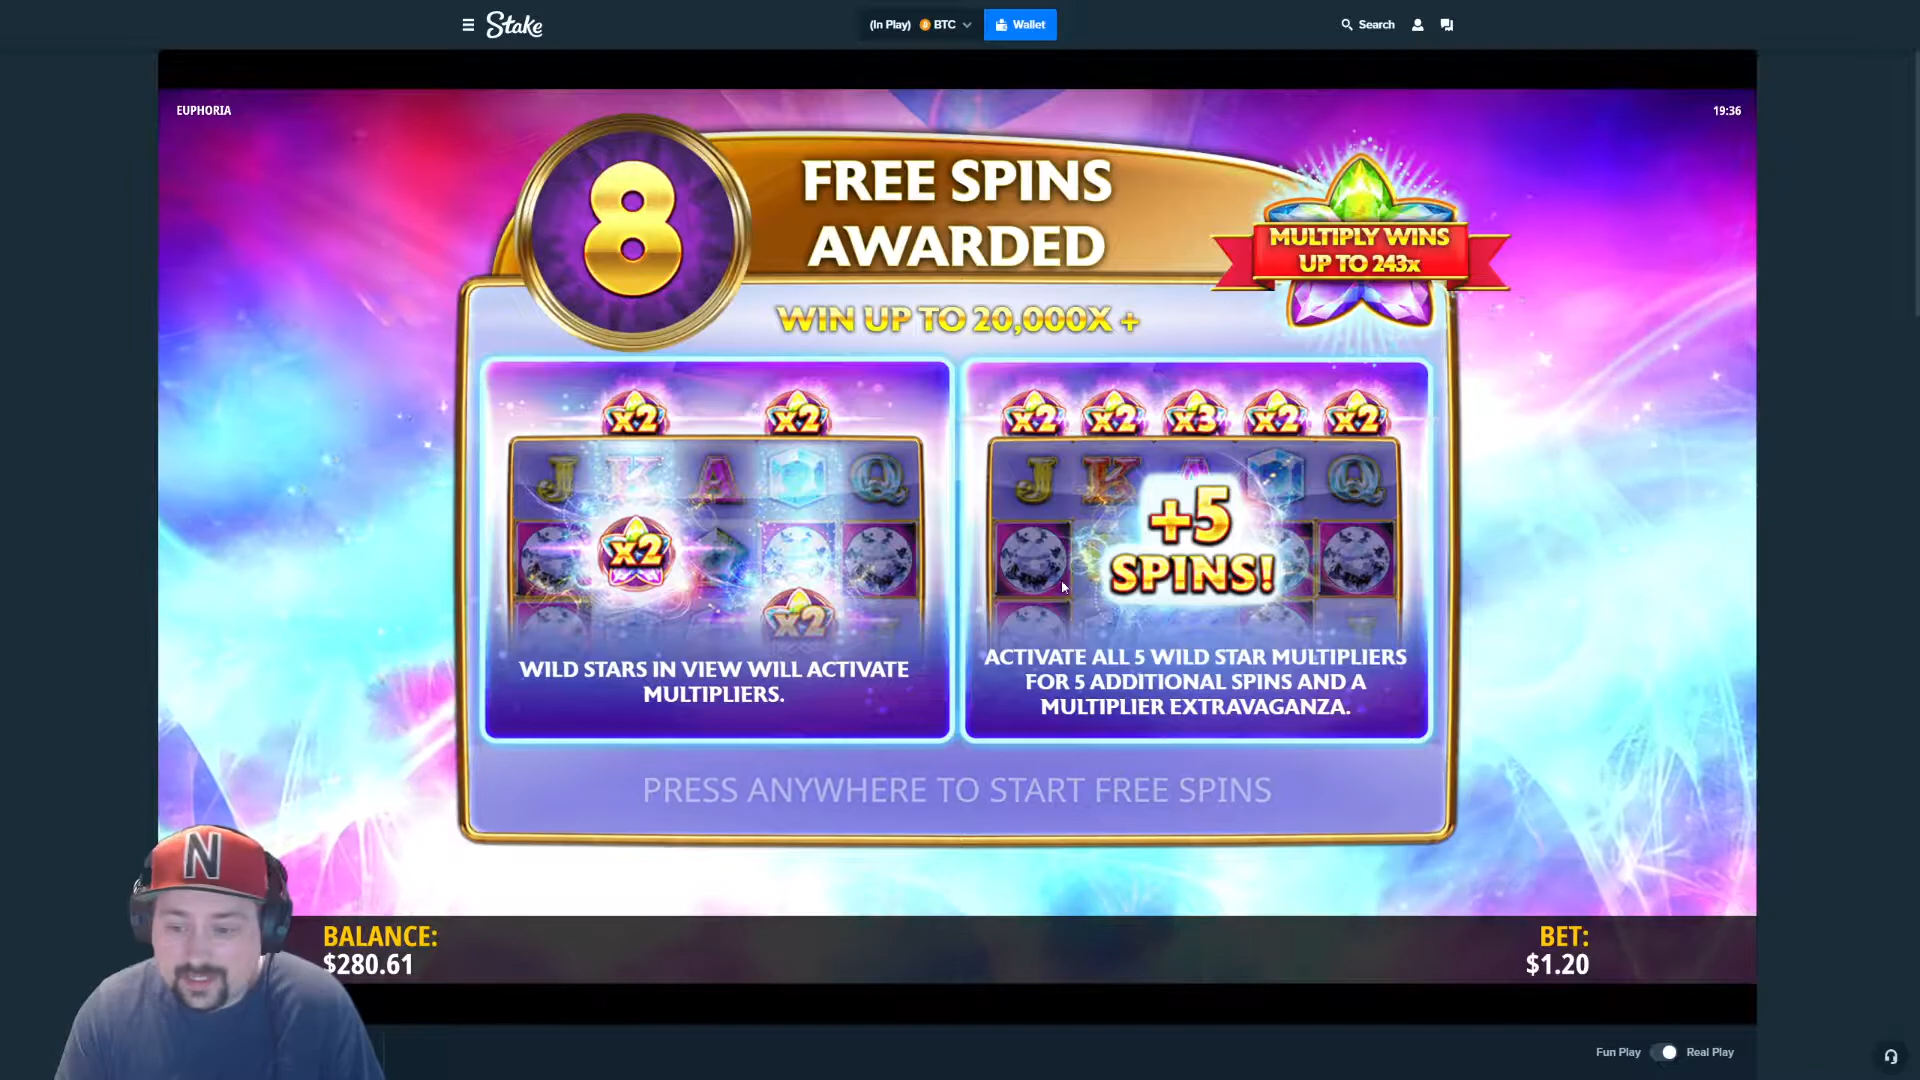 Stake
(In Play) BTC
Wallet
Search
EUPHORIA
19:36
8
FREE SPINS
AWARDED
MULTIPLY WINS
UP TO 243x
WIN UP TO 20,000X +
x2 x2
x2 x2 x3 x2 x2
J K A Q
J K A Q
x2
x2
+5
SPINS!
WILD STARS IN VIEW WILL ACTIVATE
MULTIPLIERS.
ACTIVATE ALL 5 WILD STAR MULTIPLIERS
FOR 5 ADDITIONAL SPINS AND A
MULTIPLIER EXTRAVAGANZA.
PRESS ANYWHERE TO START FREE SPINS
N
BALANCE:
$280.61
BET:
$1.20
Fun Play
Real Play